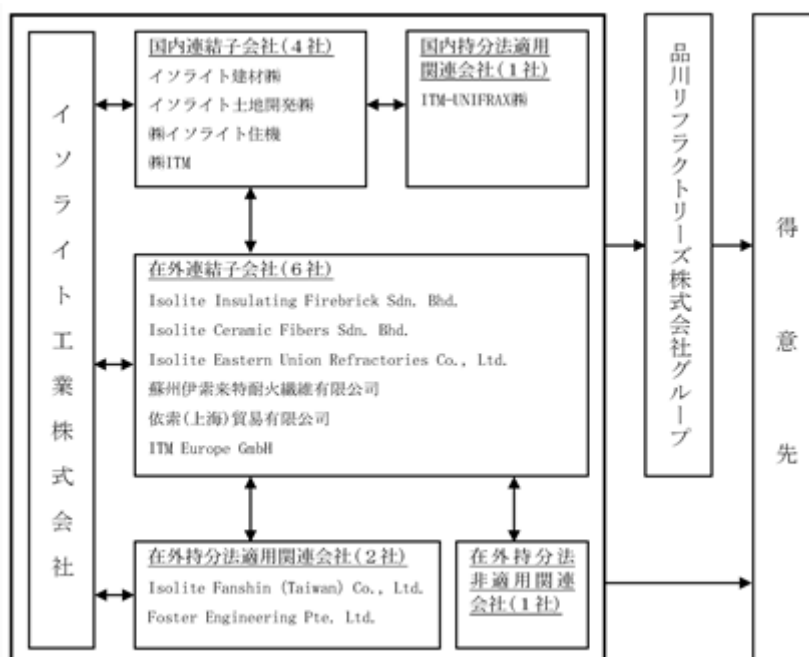 イソライト工業株式会社
国内連結子会社(4社)
イソライト建材㈱
イソライト土地開発㈱
㈱イソライト住機
㈱ITM
国内持分法適用
関連会社(1社)
ITM-UNIFRAX㈱
在外連結子会社(6社)
Isolite Insulating Firebrick Sdn. Bhd.
Isolite Ceramic Fibers Sdn. Bhd.
Isolite Eastern Union Refractories Co., Ltd.
蘇州伊索来特耐火繊維有限公司
依索(上海)貿易有限公司
ITM Europe GmbH
在外持分法適用関連会社(2社)
Isolite Fanshin (Taiwan) Co., Ltd.
Foster Engineering Pte. Ltd.
在外持分法
非適用関連
会社(1社)
品川リフラクトリーズ株式会社グループ
得意先